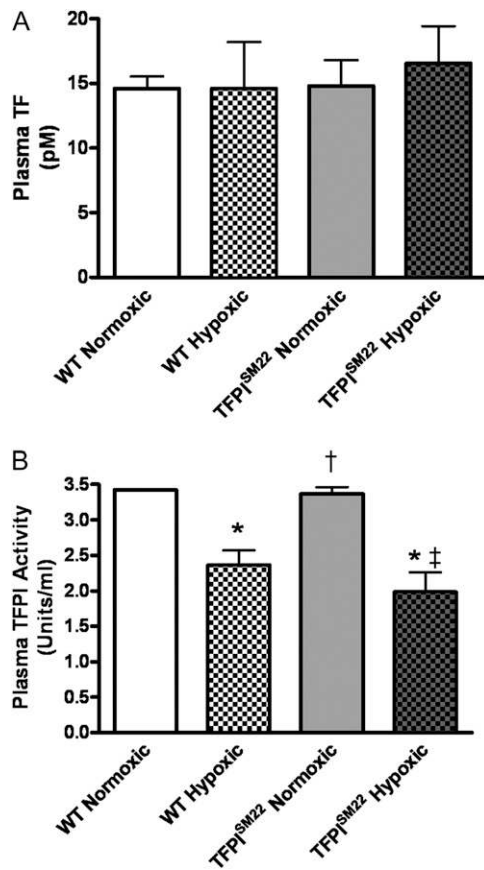 A
Plasma TF
(pM)
20
15
10
5
0
WT Normoxic
WT Hypoxic
TFPI^SM22 Normoxic
TFPI^SM22 Hypoxic
B
Plasma TFPI Activity
(Units/ml)
3.5
3.0
2.5
2.0
1.5
1.0
0.5
0.0
*
†
* ‡
WT Normoxic
WT Hypoxic
TFPI^SM22 Normoxic
TFPI^SM22 Hypoxic